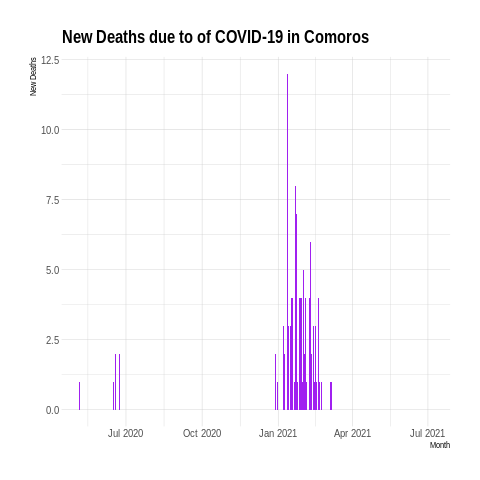 New Deaths due to of COVID-19 in Comoros
New Deaths
12.5
10.0
7.5
5.0
2.5
0.0
Jul 2020
Oct 2020
Jan 2021
Apr 2021
Jul 2021
Month